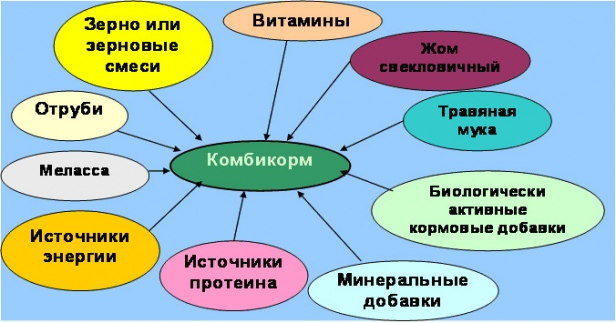 Зерно или
зерновые
смеси
Витамины
Жом
свекловичный
Отруби
Травяная
мука
Комбикорм
Меласса
Биологически
активные
кормовые добавки
Источники
энергии
Источники
протеина
Минеральные
добавки